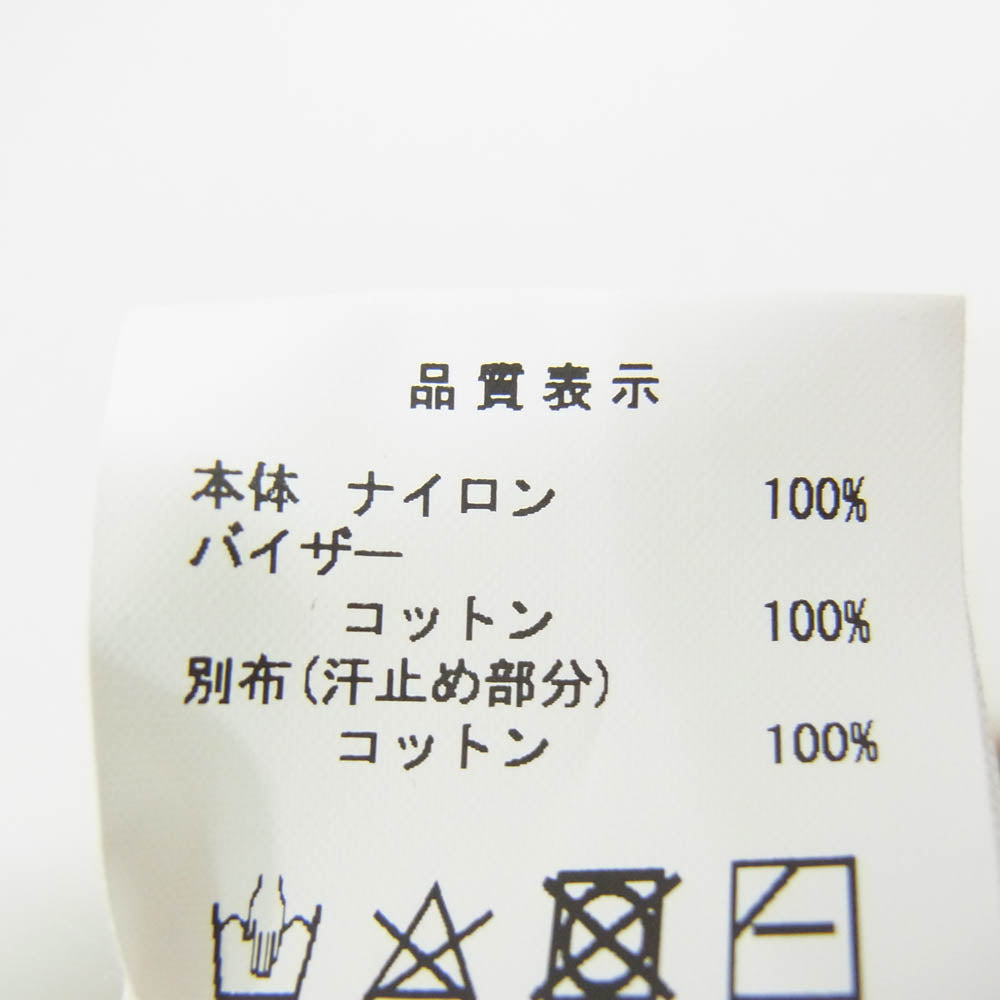 品質表示
本体 ナイロン 100%
バイザー
コットン 100%
別布(汗止め部分)
コットン 100%